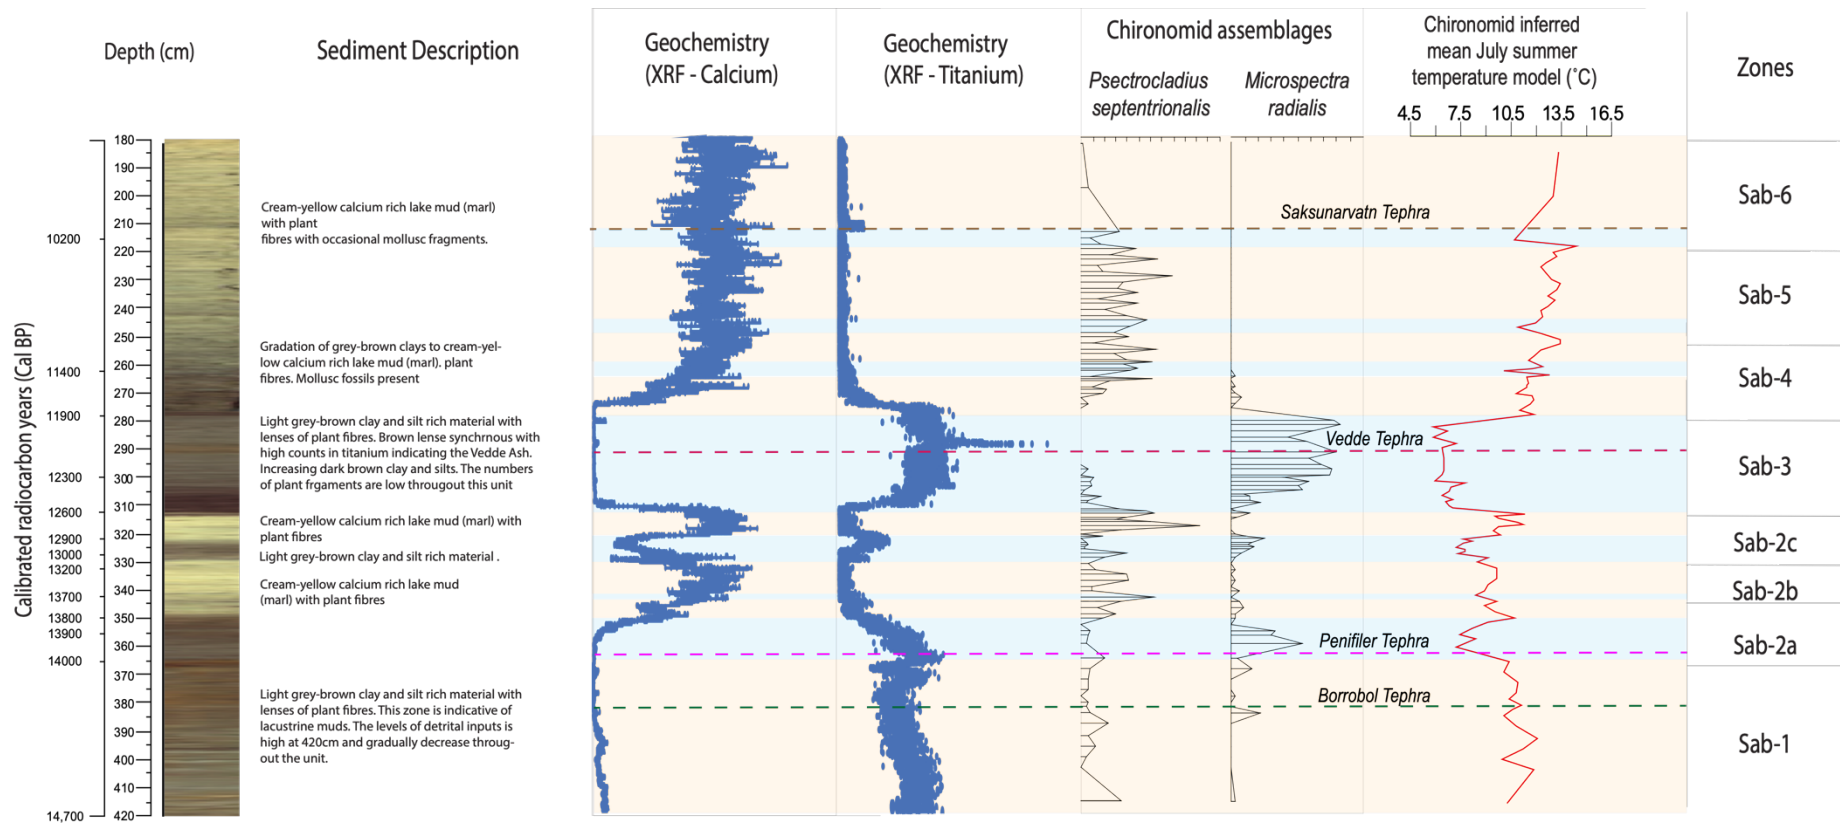 Depth (cm)
Sediment Description
Geochemistry
(XRF - Calcium)
Geochemistry
(XRF - Titanium)
Chironomid assemblages
Psectrocladius
septentrionalis
Microspectra
radialis
Chironomid inferred
mean July summer
temperature model (˚C)
4.5 7.5 10.5 13.5 16.5
Zones
Calibrated radiocarbon years (Cal BP)
10200
11400
11900
12300
12600
12900
13000
13200
13700
13800
13900
14000
14,700
180
190
200
210
220
230
240
250
260
270
280
290
300
310
320
330
340
350
360
370
380
390
400
410
420
Cream-yellow calcium rich lake mud (marl)
with plant
fibres with occasional mollusc fragments.
Gradation of grey-brown clays to cream-yel-
low calcium rich lake mud (marl). plant
fibres. Mollusc fossils present
Light grey-brown clay and silt rich material with
lenses of plant fibres. Brown lense synchrnous with
high counts in titanium indicating the Vedde Ash.
Increasing dark brown clay and silts. The numbers
of plant frgaments are low througout this unit
Cream-yellow calcium rich lake mud (marl) with
plant fibres
Light grey-brown clay and silt rich material .
Cream-yellow calcium rich lake mud
(marl) with plant fibres
Light grey-brown clay and silt rich material with
lenses of plant fibres. This zone is indicative of
lacustrine muds. The levels of detrital inputs is
high at 420cm and gradually decrease throug-
out the unit.
Saksunarvatn Tephra
Vedde Tephra
Penifiler Tephra
Borrobol Tephra
Sab-6
Sab-5
Sab-4
Sab-3
Sab-2c
Sab-2b
Sab-2a
Sab-1